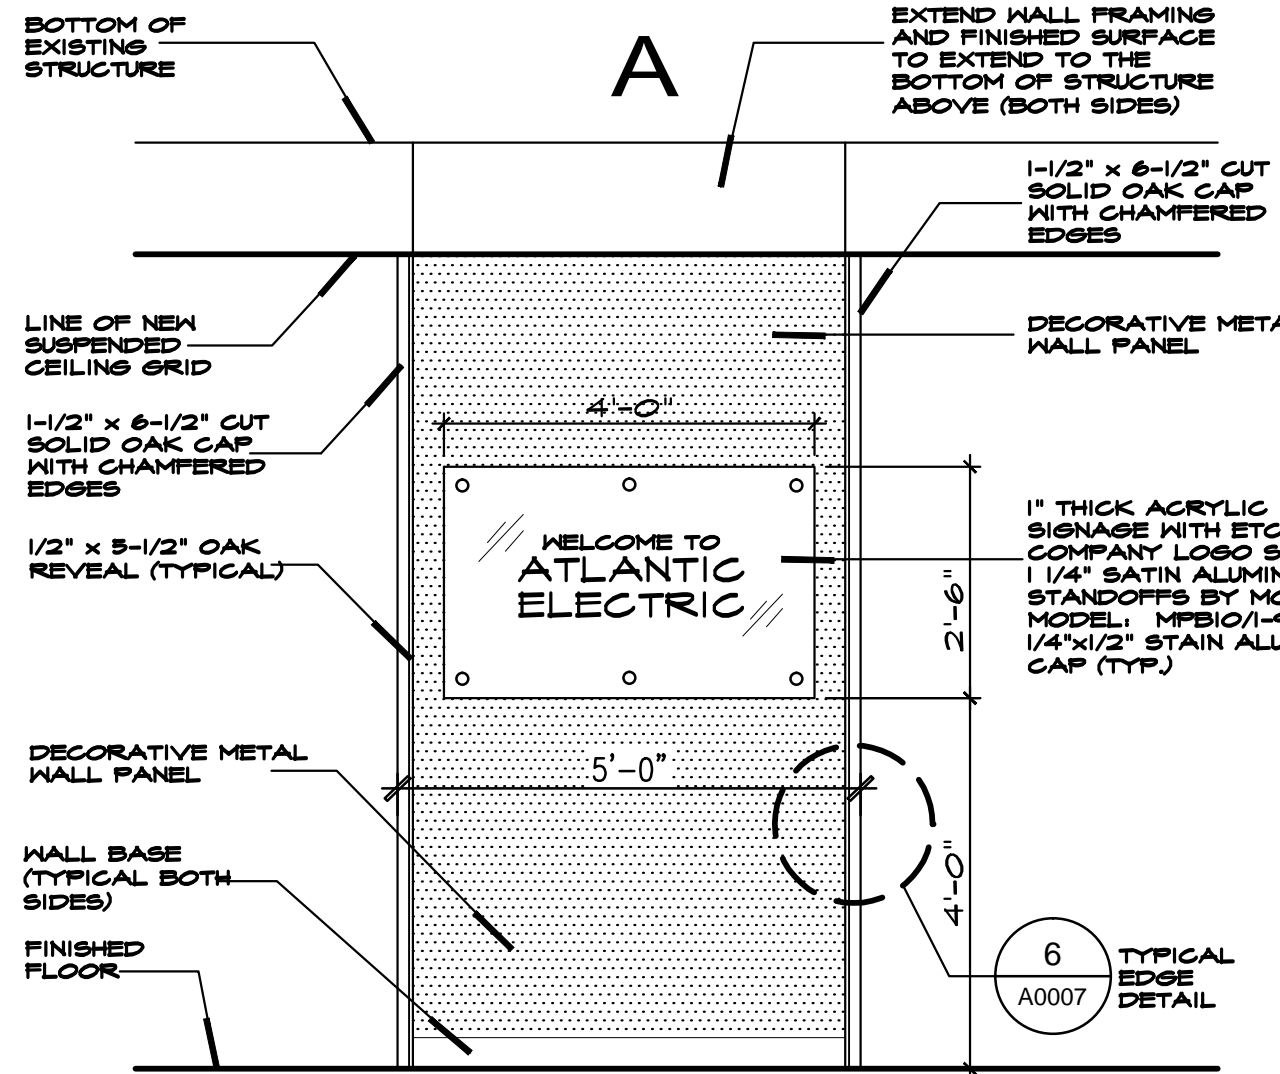 BOTTOM OF
EXISTING
STRUCTURE
A
EXTEND WALL FRAMING
AND FINISHED SURFACE
TO EXTEND TO THE
BOTTOM OF STRUCTURE
ABOVE (BOTH SIDES)
1-1/2" x 6-1/2" CUT
SOLID OAK CAP
WITH CHAMFERED
EDGES
LINE OF NEW
SUSPENDED
CEILING GRID
DECORATIVE META
WALL PANEL
1-1/2" x 6-1/2" CUT
SOLID OAK CAP
WITH CHAMFERED
EDGES
4'-0"
1/2" x 5-1/2" OAK
REVEAL (TYPICAL)
WELCOME TO
ATLANTIC
ELECTRIC
2'-6"
1" THICK ACRYLIC
SIGNAGE WITH ETC
COMPANY LOGO S
1 1/4" SATIN ALUMIN
STANDOFFS BY MO
MODEL: MPB10/1-S
1/4"x1/2" STAIN ALU
CAP (TYP.)
DECORATIVE METAL
WALL PANEL
5'-0"
WALL BASE
(TYPICAL BOTH
SIDES)
4'-0"
FINISHED
FLOOR
6
A0007
TYPICAL
EDGE
DETAIL